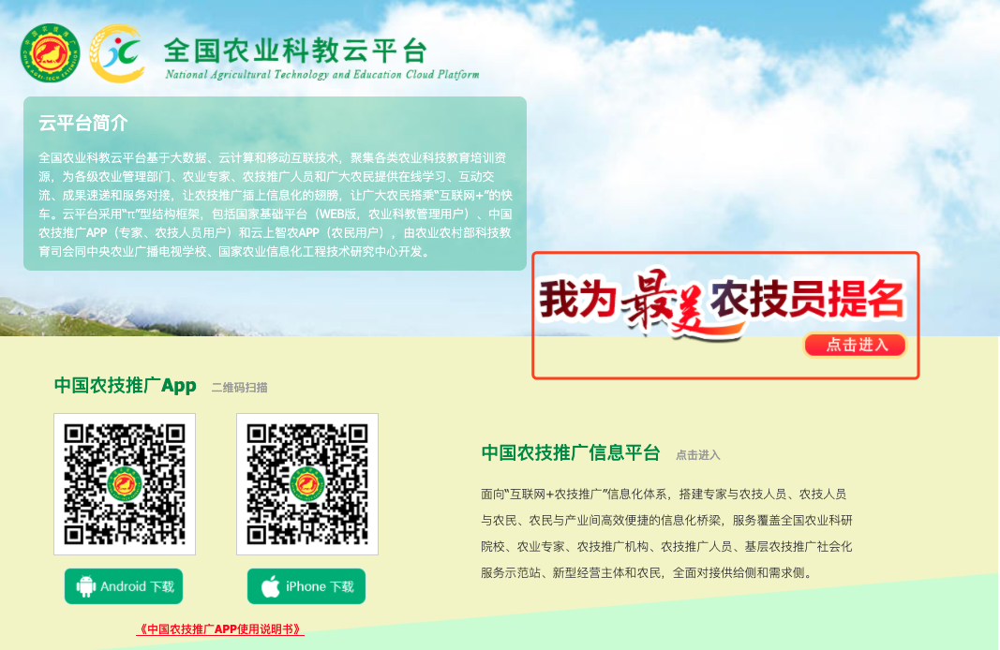 全国农业科教云平台
National Agricultural Technology and Education Cloud Platform
云平台简介
全国农业科教云平台基于大数据、云计算和移动互联技术，聚集各类农业科技教育培训资
源，为各级农业管理部门、农业专家、农技推广人员和广大农民提供在线学习、互动交
流、成果速递和服务对接，让农技推广插上信息化的翅膀，让广大农民搭乘“互联网+”的快
车。云平台采用“π”型结构框架，包括国家基础平台（WEB版，农业科教管理用户）、中国
农技推广APP（专家、农技人员用户）和云上智农APP（农民用户），由农业农村部科技教
育司会同中央农业广播电视学校、国家农业信息化工程技术研究中心开发。
我为最美农技员提名
点击进入
中国农技推广App 二维码扫描
Android 下载
iPhone 下载
《中国农技推广APP使用说明书》
中国农技推广信息平台 点击进入
面向“互联网+农技推广”信息化体系，搭建专家与农技人员、农技人员
与农民、农民与产业间高效便捷的信息化桥梁，服务覆盖全国农业科研
院校、农业专家、农技推广机构、农技推广人员、基层农技推广社会化
服务示范站、新型经营主体和农民，全面对接供给侧和需求侧。